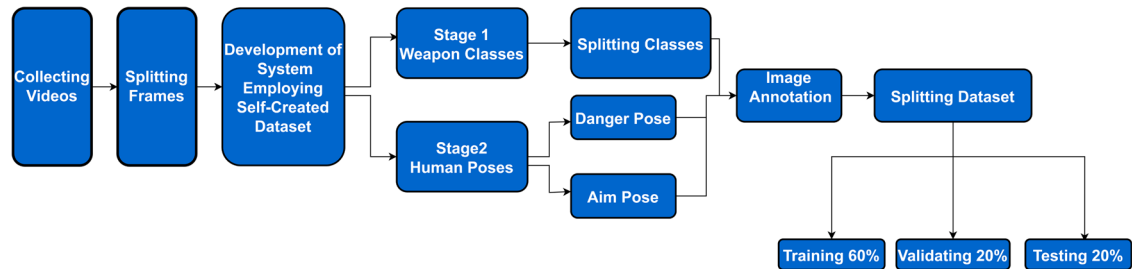 Collecting
Videos
Splitting
Frames
Development of
System
Employing
Self-Created
Dataset
Stage 1
Weapon Classes
Splitting Classes
Stage2
Human Poses
Danger Pose
Aim Pose
Image
Annotation
Splitting Dataset
Training 60%
Validating 20%
Testing 20%